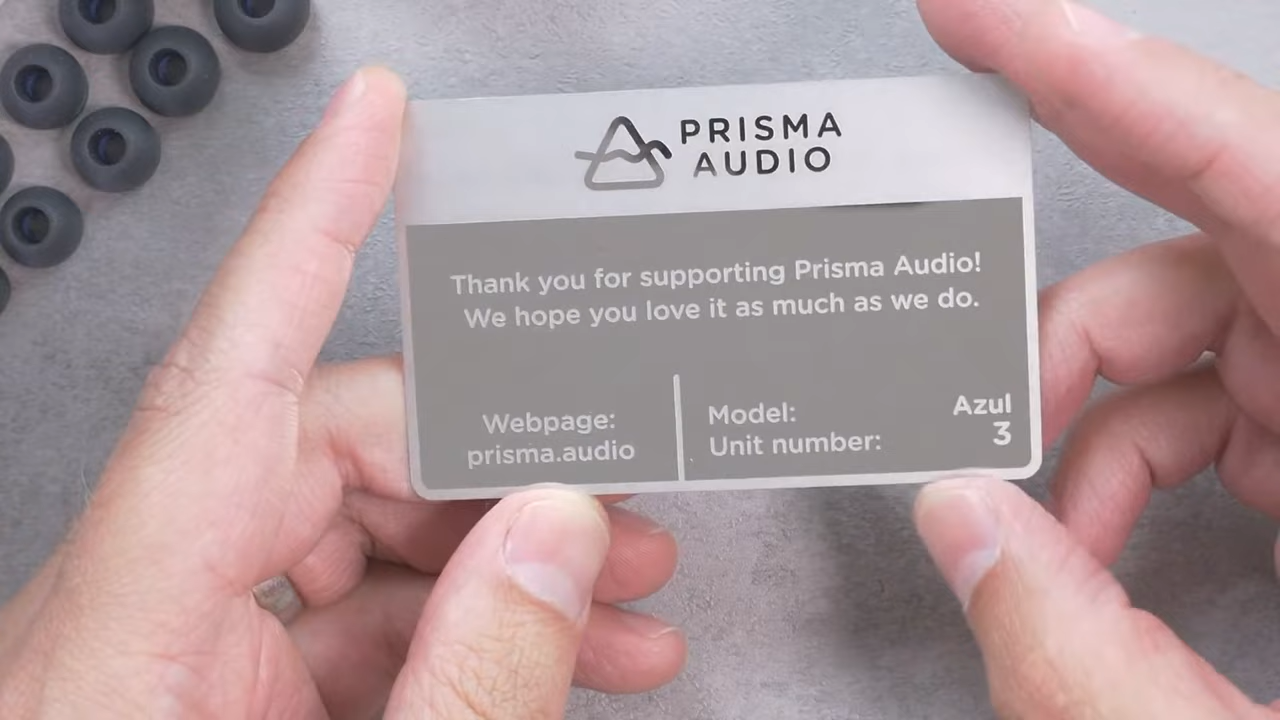 PRISMA
AUDIO
Thank you for supporting Prisma Audio!
We hope you love it as much as we do.
Webpage:
prisma.audio
Model: Azul
Unit number: 3